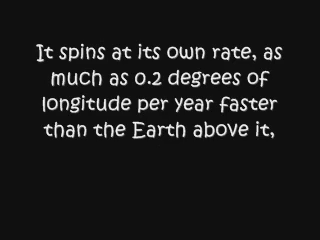 It spins at its own rate, as
much as 0.2 degrees of
longitude per year faster
than the Earth above it,